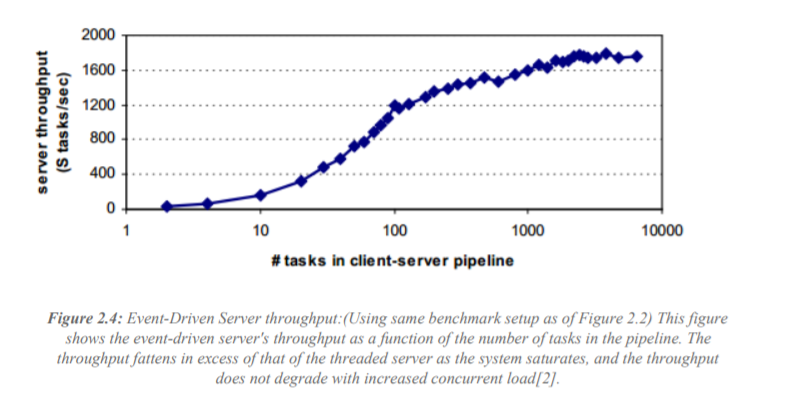 2000
1600
1200
800
400
0
server throughput
(S tasks/sec)
1 10 100 1000 10000
# tasks in client-server pipeline
Figure 2.4: Event-Driven Server throughput:(Using same benchmark setup as of Figure 2.2) This figure
shows the event-driven server's throughput as a function of the number of tasks in the pipeline. The
throughput fattens in excess of that of the threaded server as the system saturates, and the throughput
does not degrade with increased concurrent load[2].